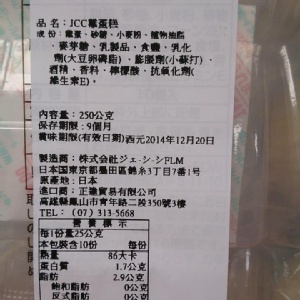 品名:JCC雞蛋糕
成份:雞蛋、砂糖、小麥粉、植物油脂
、麥芽糖、乳製品、食鹽、乳化
劑(大豆卵磷脂)、膨脹劑(小蘇打)、
酒精、香料、檸檬酸、抗氧化劑(
維生素E)。
內容量:250公克
保存期限:9個月
賞味期限(有效日期)西元2014年12月20日
製造商:株式会社ジェ-シ-シFLM
日本国東京都墨田區錦糸3丁目7番1号
原產地:日本
進口商:正達貿易有限公司
高雄縣鳳山市青年路二段350號3樓
TEL:(07)313-5668
營養標示
每1份量25公克
本包裝含10份 每份
熱量 86大卡
蛋白質 1.7公克
脂肪 2.9公克
飽和脂肪 0公克
反式脂肪 0公克